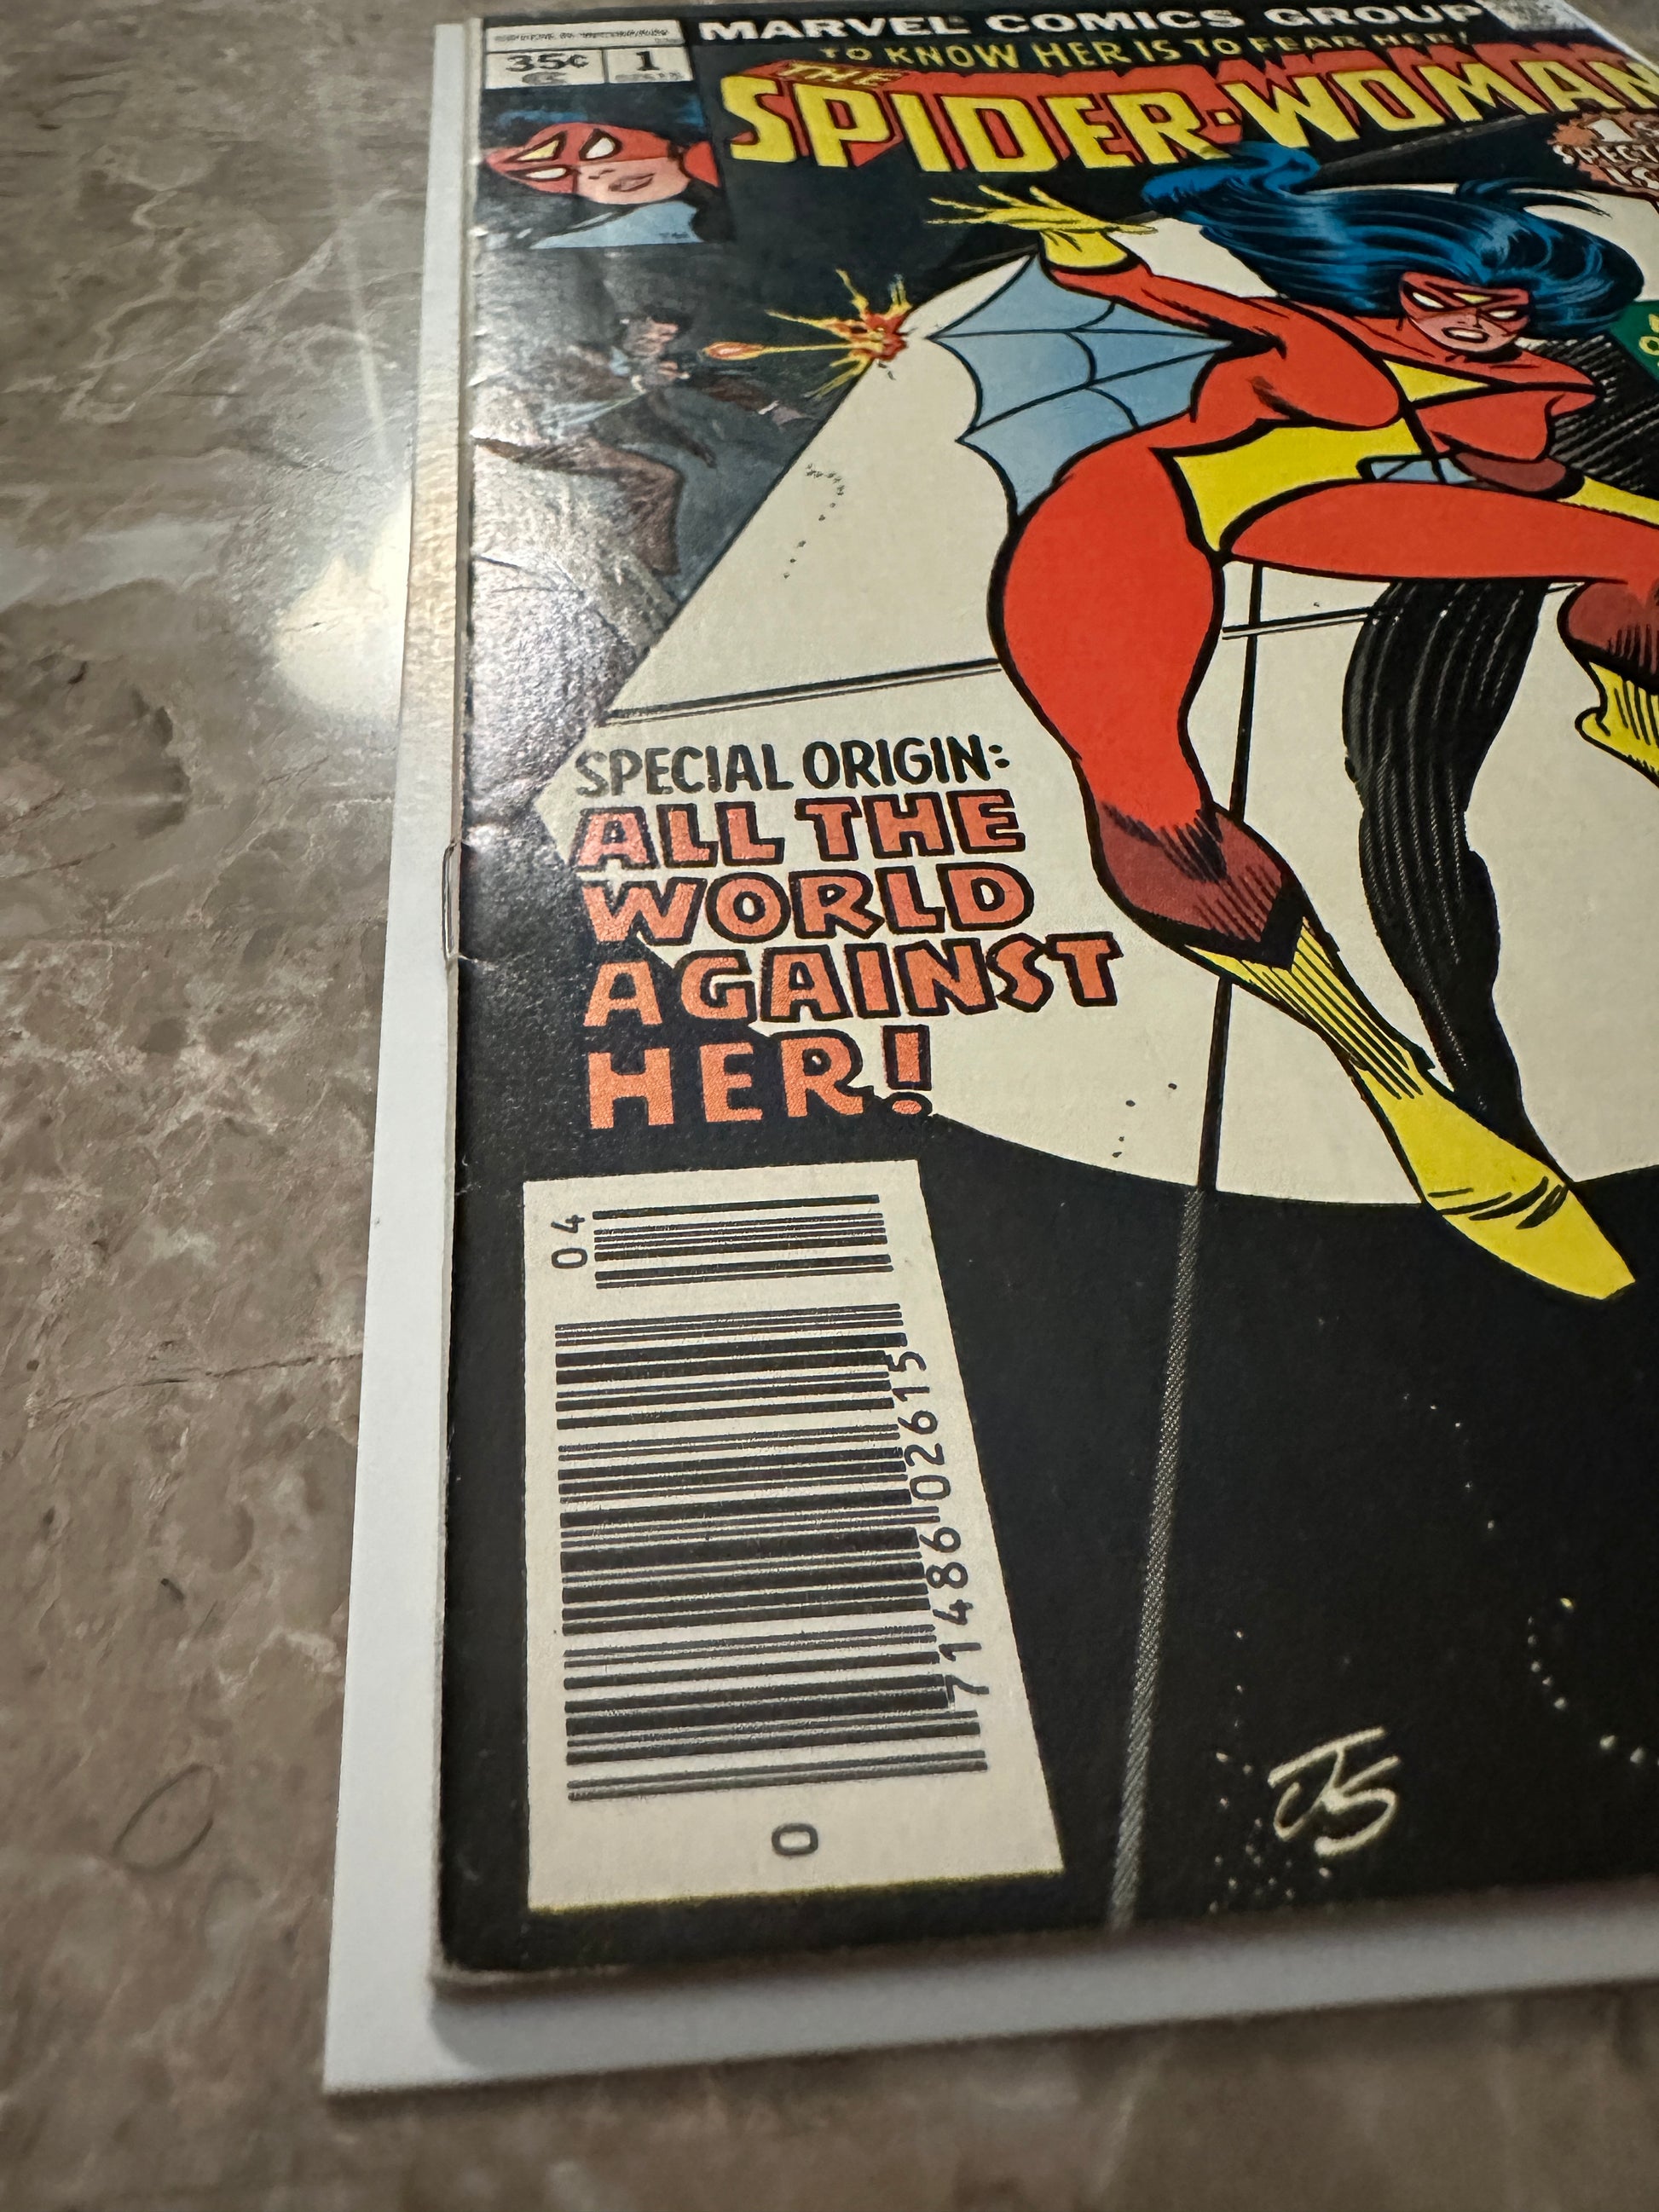 MARVEL COMICS GROUP
35¢
1
TO KNOW HER IS TO FEAR HER!
THE
SPIDER-WOMAN
SPECIAL ORIGIN:
ALL THE
WORLD
AGAINST
HER!
04
71486 02615
0
JS